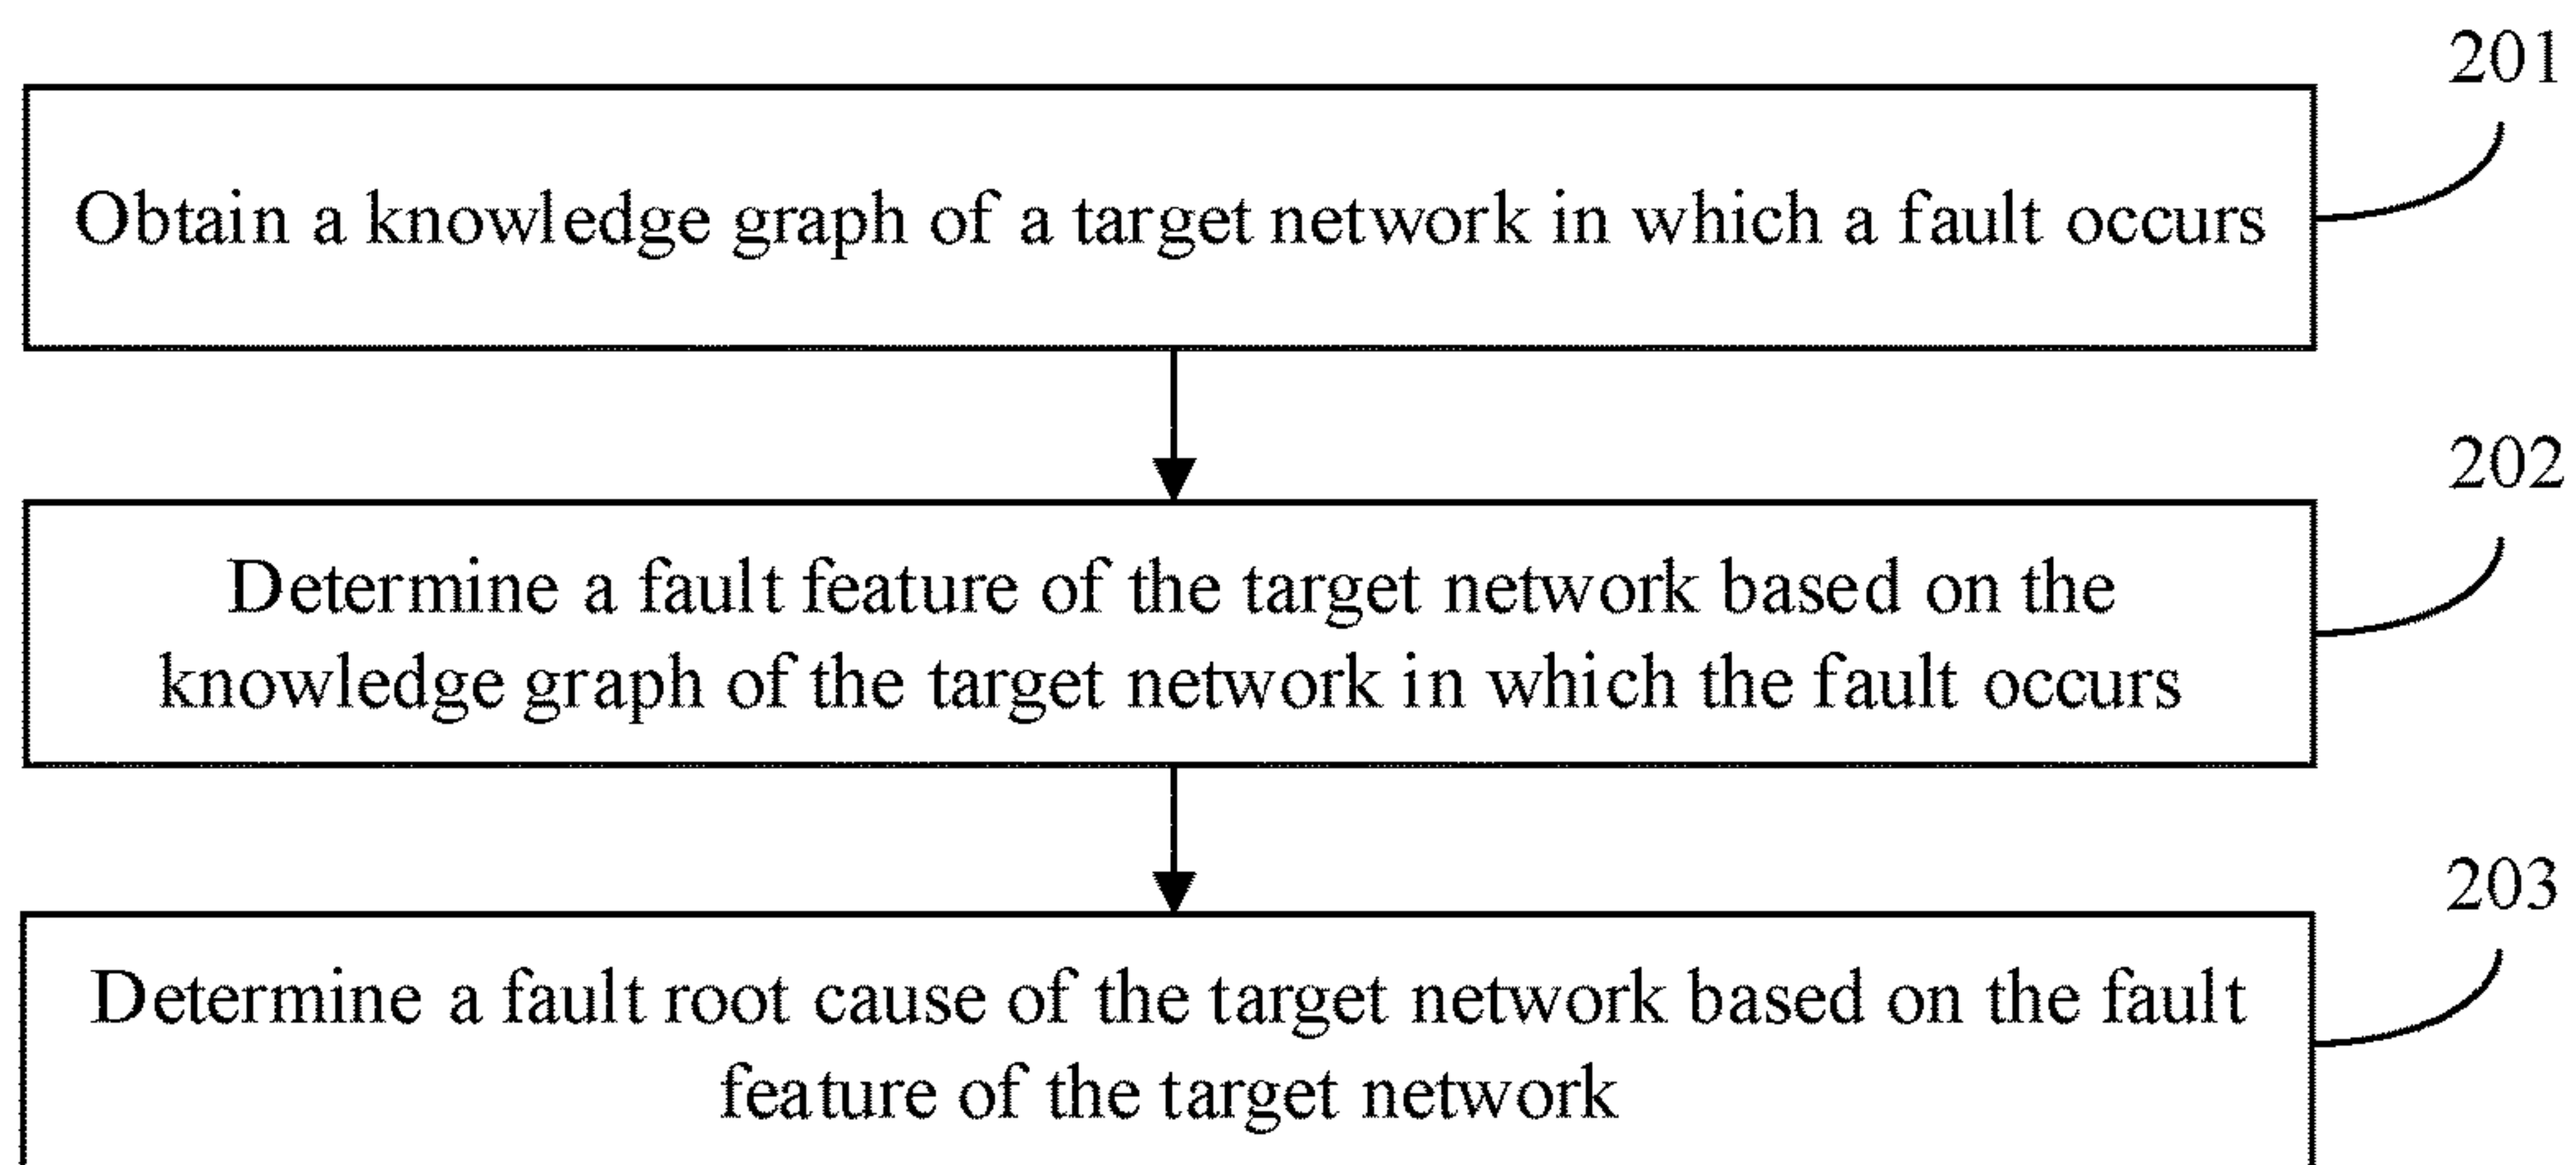 201
Obtain a knowledge graph of a target network in which a fault occurs
202
Determine a fault feature of the target network based on the
knowledge graph of the target network in which the fault occurs
203
Determine a fault root cause of the target network based on the fault
feature of the target network